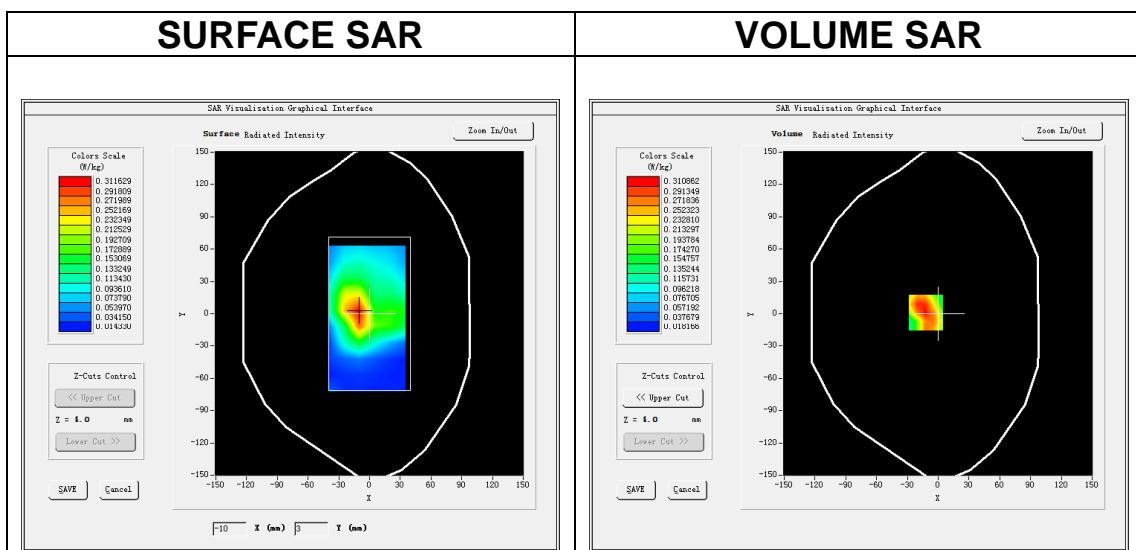 SURFACE SAR
VOLUME SAR
SAR Visualisation Graphical Interface
Surface Radiated Intensity
Zoom In/Out
Colors Scale
(W/kg)
0.311629
0.291809
0.271989
0.252169
0.232349
0.212529
0.192709
0.172889
0.153069
0.133249
0.113430
0.093610
0.073790
0.053970
0.034150
0.014330
150
120
90
60
30
0
-30
-60
-90
-120
-150
Y
-150 -120 -90 -60 -30 0 30 60 90 120 150
X
Z-Cuts Control
<< Upper Cut
Z = 4.0 mm
Lower Cut >>
SAVE
Cancel
-10 X (mm) 3 Y (mm)
SAR Visualisation Graphical Interface
Volume Radiated Intensity
Zoom In/Out
Colors Scale
(W/kg)
0.310862
0.291349
0.271836
0.252323
0.232810
0.213297
0.193784
0.174270
0.154757
0.135244
0.115731
0.096218
0.076705
0.057192
0.037679
0.018166
150
120
90
60
30
0
-30
-60
-90
-120
-150
Y
-150 -120 -90 -60 -30 0 30 60 90 120 150
X
Z-Cuts Control
<< Upper Cut
Z = 4.0 mm
Lower Cut >>
SAVE
Cancel